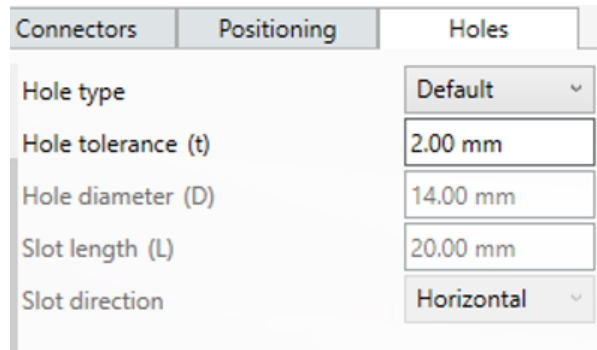 Connectors Positioning Holes
Hole type Default
Hole tolerance (t) 2.00 mm
Hole diameter (D) 14.00 mm
Slot length (L) 20.00 mm
Slot direction Horizontal